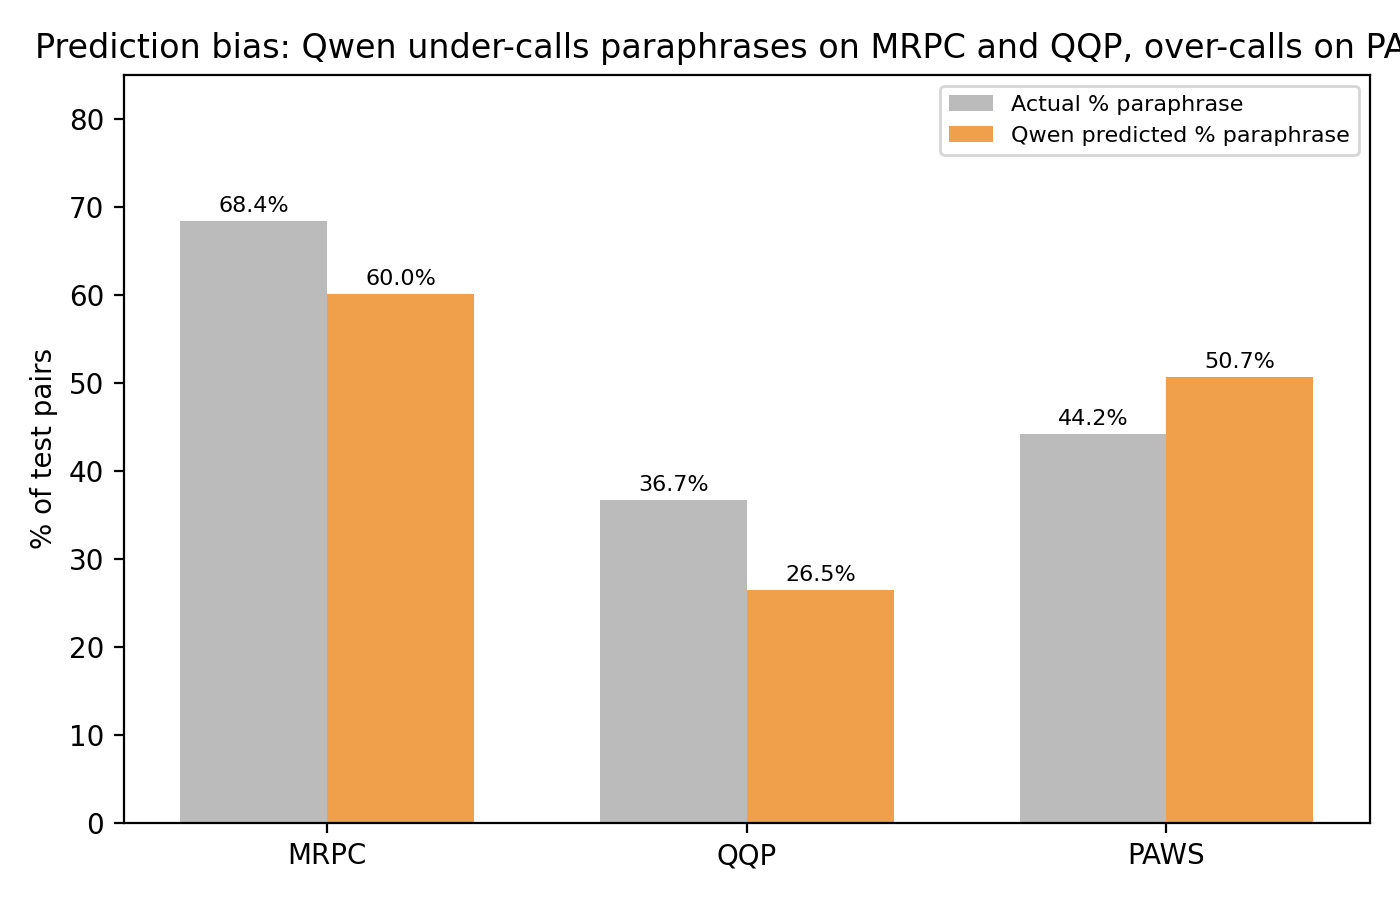 Prediction bias: Qwen under-calls paraphrases on MRPC and QQP, over-calls on PA
Actual % paraphrase
Qwen predicted % paraphrase
% of test pairs
80
70
60
50
40
30
20
10
0
68.4%
60.0%
36.7%
26.5%
44.2%
50.7%
MRPC
QQP
PAWS